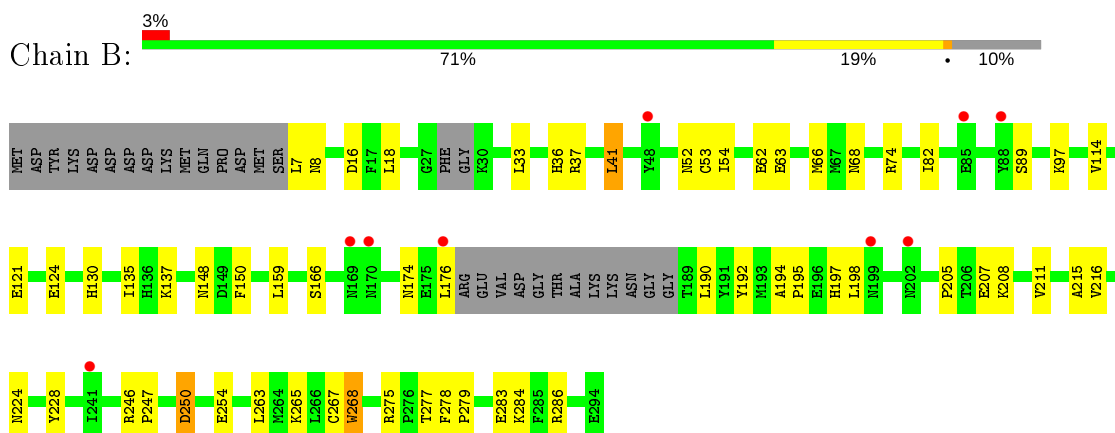 3%
Chain B:
71% 19% • 10%
MET ASP TYR LYS ASP ASP ASP ASP LYS MET GLN PRO ASP MET SER L7 N8 D16 F17 L18 G27 PHE GLY K30 L33 H36 R37 L41 Y48 N52 C53 I54 E62 E63 M66 M67 N68 R74 I82 E85 Y88 S89 K97 V114
E121 E124 H130 I135 H136 K137 N148 D149 F150 L159 S166 N169 N170 N174 E175 L176 ARG GLU VAL ASP GLY THR ALA LYS LYS ASN GLY GLY T189 L190 Y191 Y192 M193 A194 P195 E196 H197 L198 N199 N202 P205 T206 E207 K208 V211 A215 V216
N224 Y228 I241 R246 P247 D250 E254 L263 M264 K265 L266 C267 W268 R275 P276 T277 F278 P279 E283 K284 F285 R286 E294